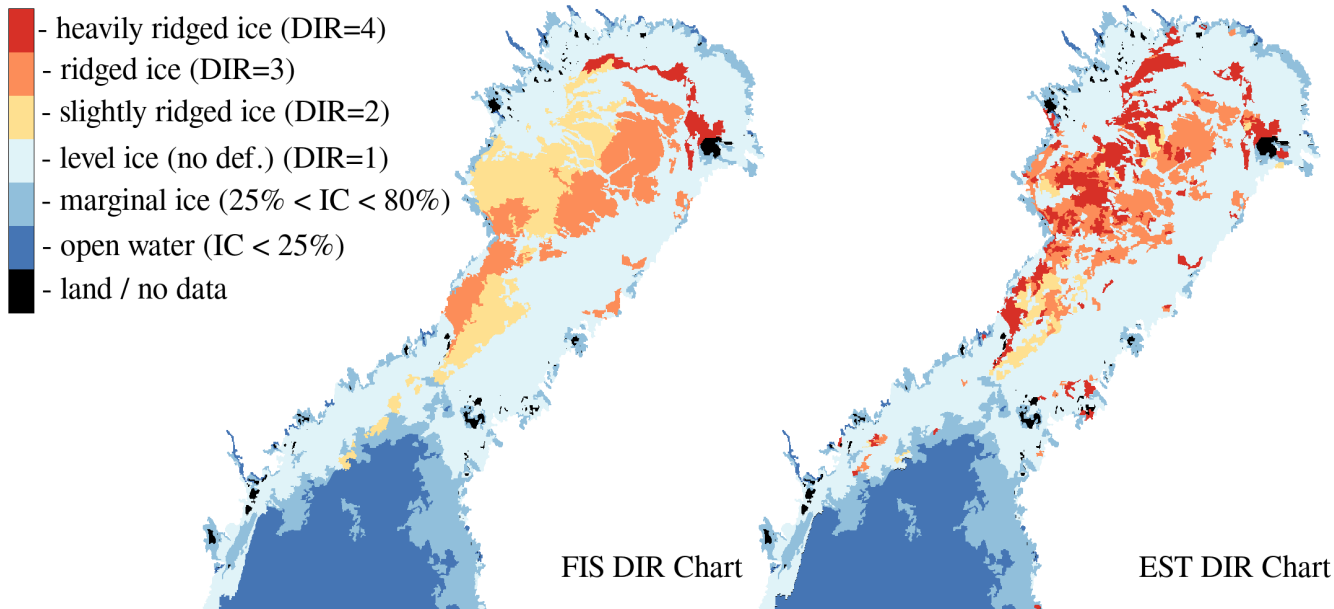 - heavily ridged ice (DIR=4)
- ridged ice (DIR=3)
- slightly ridged ice (DIR=2)
- level ice (no def.) (DIR=1)
- marginal ice (25% < IC < 80%)
- open water (IC < 25%)
- land / no data
FIS DIR Chart
EST DIR Chart